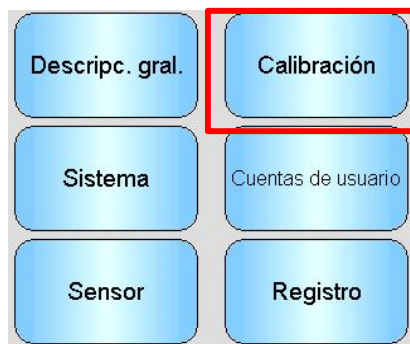 Descripc. gral.
Calibración
Sistema
Cuentas de usuario
Sensor
Registro